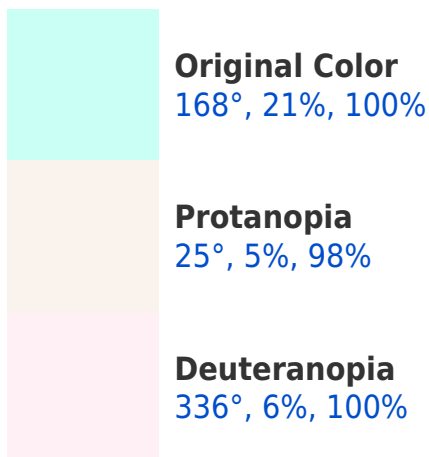 Original Color
168°, 21%, 100%
Protanopia
25°, 5%, 98%
Deuteranopia
336°, 6%, 100%